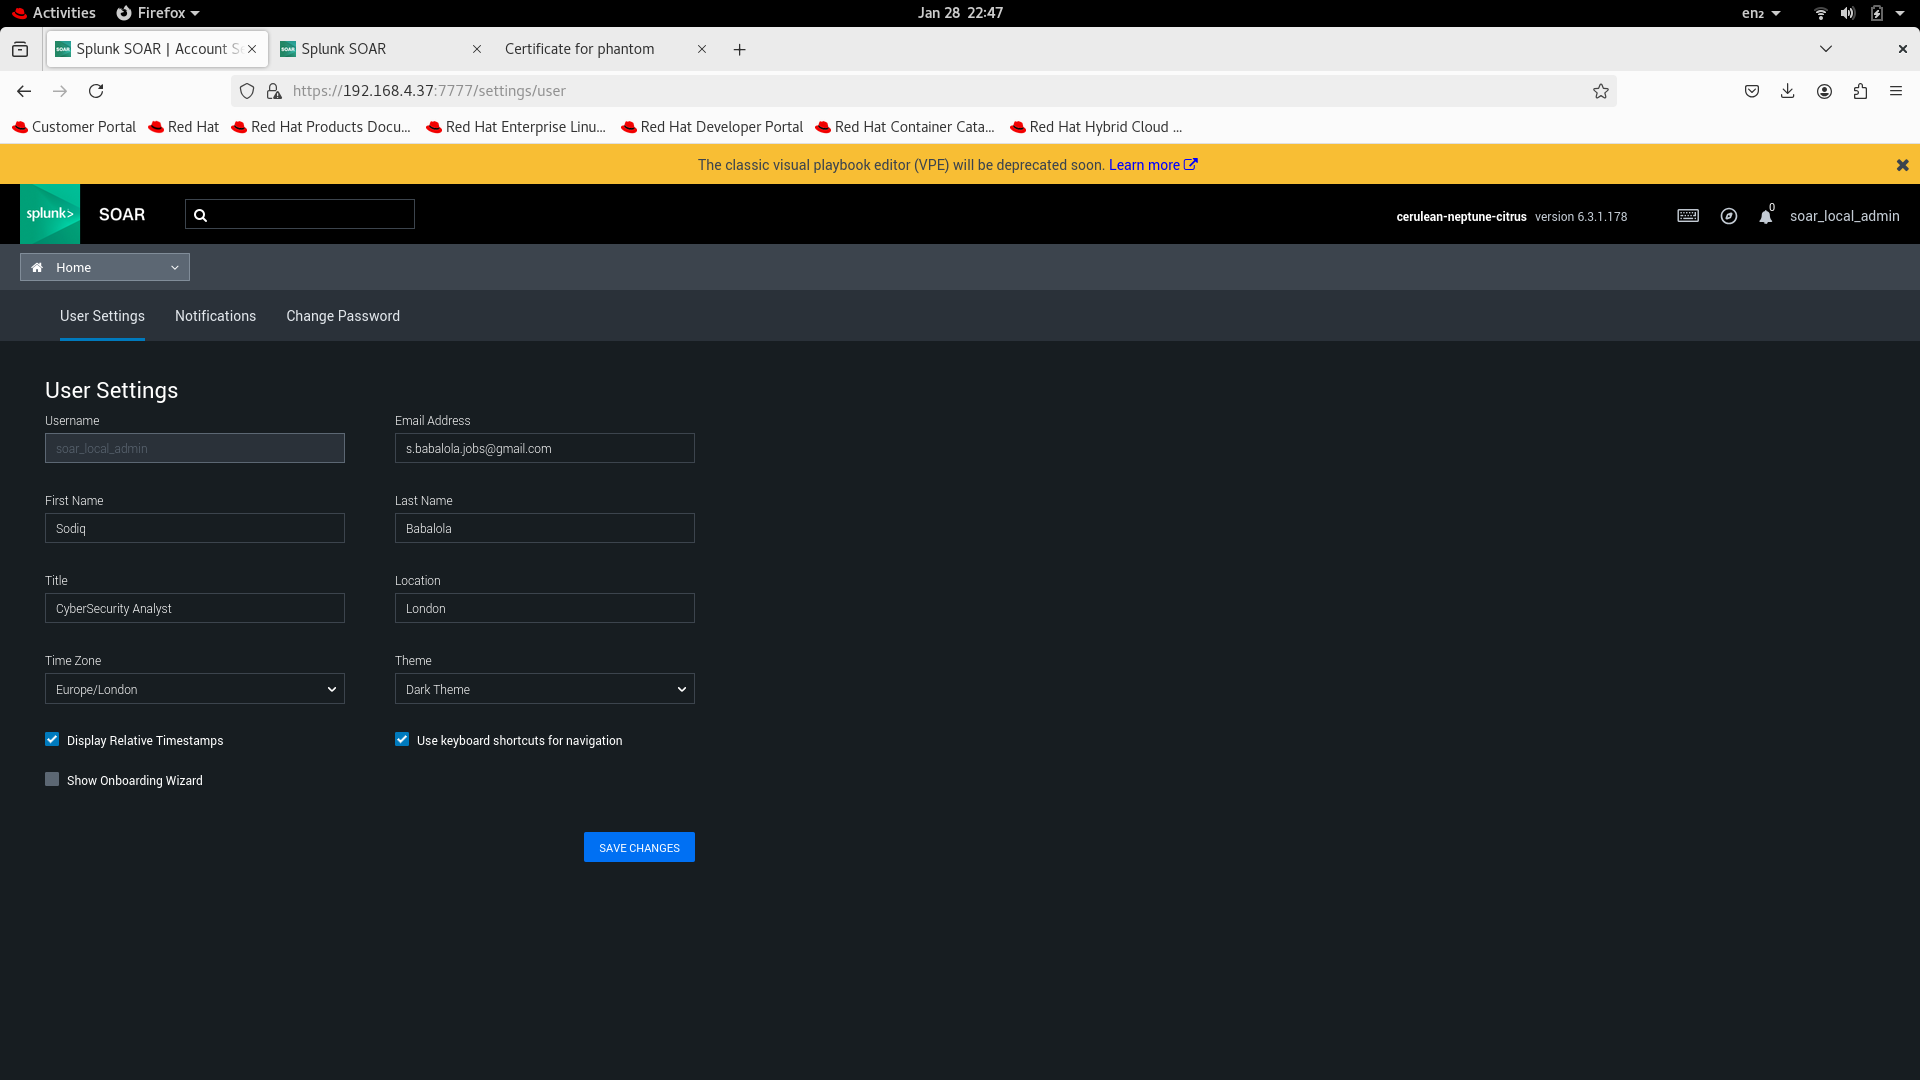 Activities Firefox Jan 28 22:47 en₂
Splunk SOAR | Account Se Splunk SOAR Certificate for phantom
https://192.168.4.37:7777/settings/user
Customer Portal Red Hat Red Hat Products Docu... Red Hat Enterprise Linu... Red Hat Developer Portal Red Hat Container Cata... Red Hat Hybrid Cloud ...
The classic visual playbook editor (VPE) will be deprecated soon. Learn more
splunk> SOAR cerulean-neptune-citrus version 6.3.1.178 0 soar_local_admin
Home
User Settings Notifications Change Password
User Settings
Username Email Address
soar_local_admin s.babalola.jobs@gmail.com
First Name Last Name
Sodiq Babalola
Title Location
CyberSecurity Analyst London
Time Zone Theme
Europe/London Dark Theme
Display Relative Timestamps Use keyboard shortcuts for navigation
Show Onboarding Wizard
SAVE CHANGES